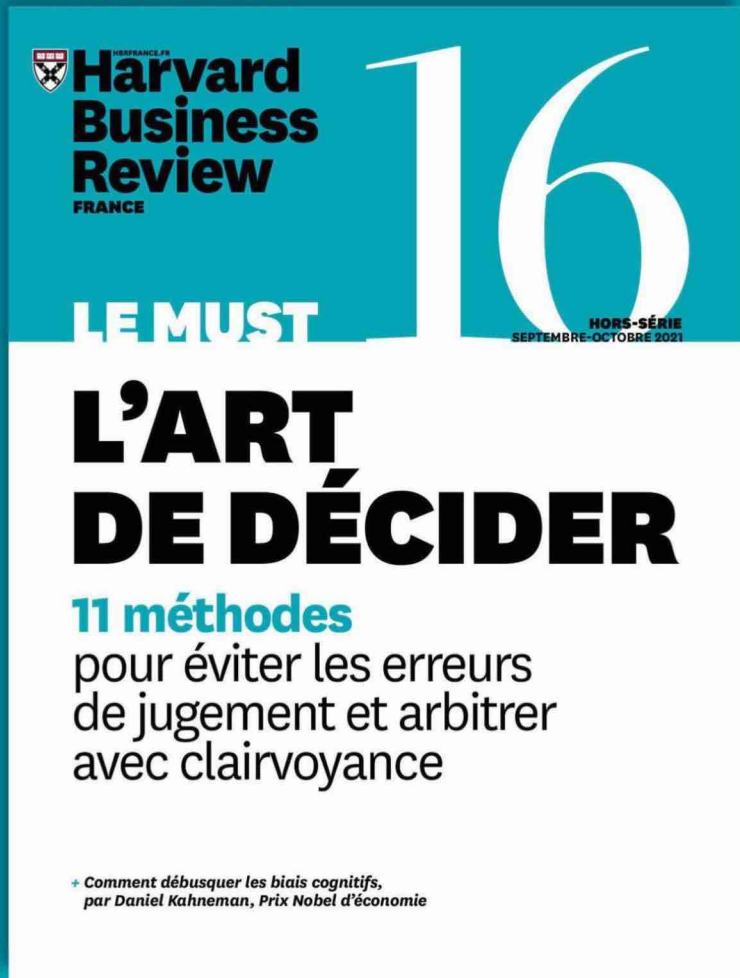 HBRFRANCE.FR
Harvard
Business
Review
FRANCE
16
LE MUST
HORS-SÉRIE
SEPTEMBRE-OCTOBRE 2021
L’ART
DE DÉCIDER
11 méthodes
pour éviter les erreurs
de jugement et arbitrer
avec clairvoyance
+ Comment débusquer les biais cognitifs,
par Daniel Kahneman, Prix Nobel d’économie